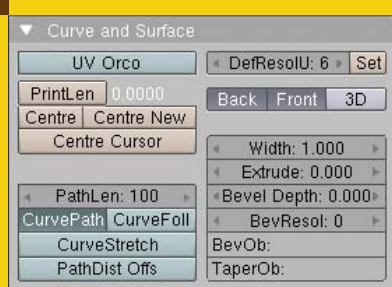 Curve and Surface
UV Orco
DefResolU: 6 Set
PrintLen 0.0000
Back Front 3D
Centre Centre New
Centre Cursor
Width: 1.000
Extrude: 0.000
PathLen: 100
Bevel Depth: 0.000
CurvePath CurveFoll
BevResol: 0
CurveStretch
BevOb:
PathDist Offs
TaperOb: